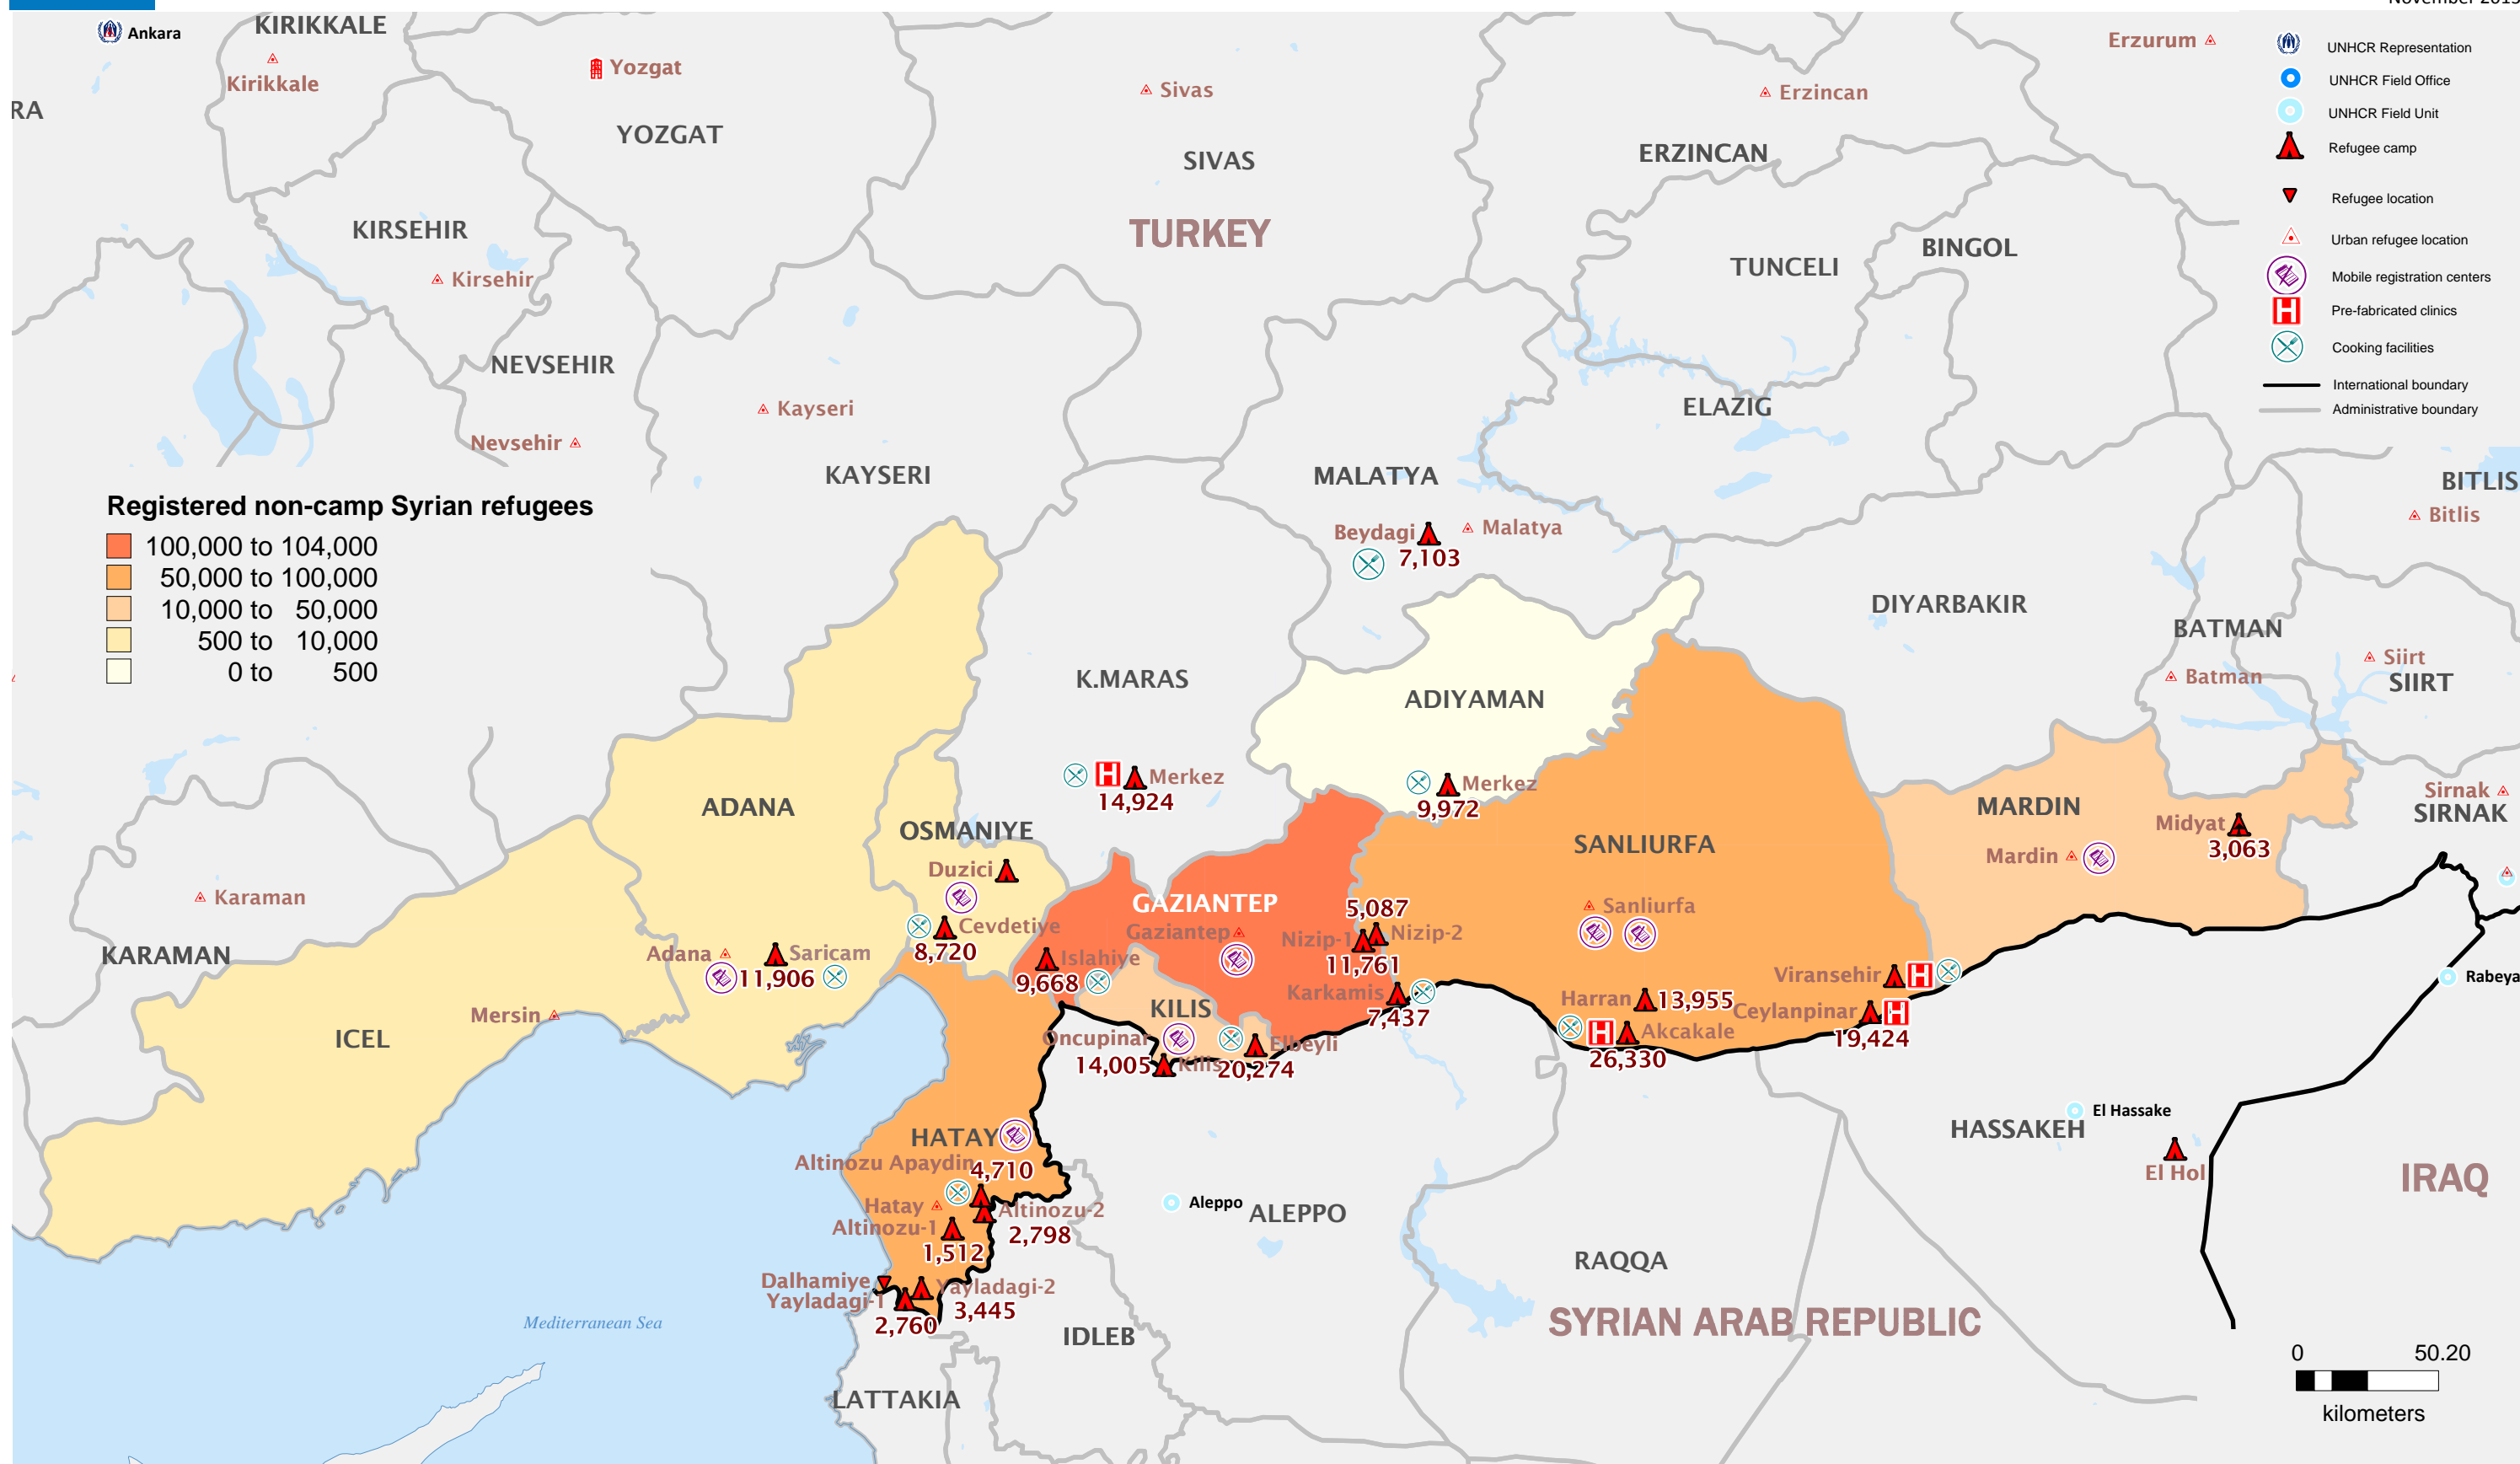 November 2013
Ankara
KIRIKKALE
Kirikkale
RA
Yozgat
YOZGAT
Sivas
SIVAS
Erzincan
ERZINCAN
Erzurum
UNHCR Representation
UNHCR Field Office
UNHCR Field Unit
Refugee camp
Refugee location
Urban refugee location
Mobile registration centers
Pre-fabricated clinics
Cooking facilities
International boundary
Administrative boundary
KIRSEHIR
Kirsehir
TURKEY
TUNCELI
BINGOL
NEVSEHIR
Nevsehir
Kayseri
KAYSERI
ELAZIG
MALATYA
Beydagi
Malatya
7,103
BITLIS
Bitlis
Registered non-camp Syrian refugees
100,000 to 104,000
50,000 to 100,000
10,000 to 50,000
500 to 10,000
0 to 500
DIYARBAKIR
BATMAN
Batman
Siirt
SIIRT
K.MARAS
ADIYAMAN
H Merkez
14,924
Merkez
9,972
ADANA
OSMANIYE
Duzici
Cevdetiye
8,720
SANLIURFA
MARDIN
Mardin
Midyat
3,063
Sirnak
SIRNAK
Karaman
KARAMAN
Adana
Saricam
11,906
Islahiye
9,668
GAZIANTEP
Gaziantep
5,087
Nizip-1
Nizip-2
11,761
Karkamis
7,437
Sanliurfa
Viransehir
H
Harran
13,955
Ceylanpinar
H
19,424
H
Akcakale
26,330
Rabeya
Mersin
ICEL
KILIS
Oncupinar
14,005
Kilis
Elbeyli
20,274
HATAY
Altinozu Apaydin
4,710
Hatay
Altinozu-1
Altinozu-2
2,798
1,512
Dalhamiye
Yayladagi-1
Yayladagi-2
3,445
2,760
Aleppo
ALEPPO
El Hassake
HASSAKEH
El Hol
IRAQ
RAQQA
SYRIAN ARAB REPUBLIC
Mediterranean Sea
IDLEB
LATTAKIA
0 50.20
kilometers